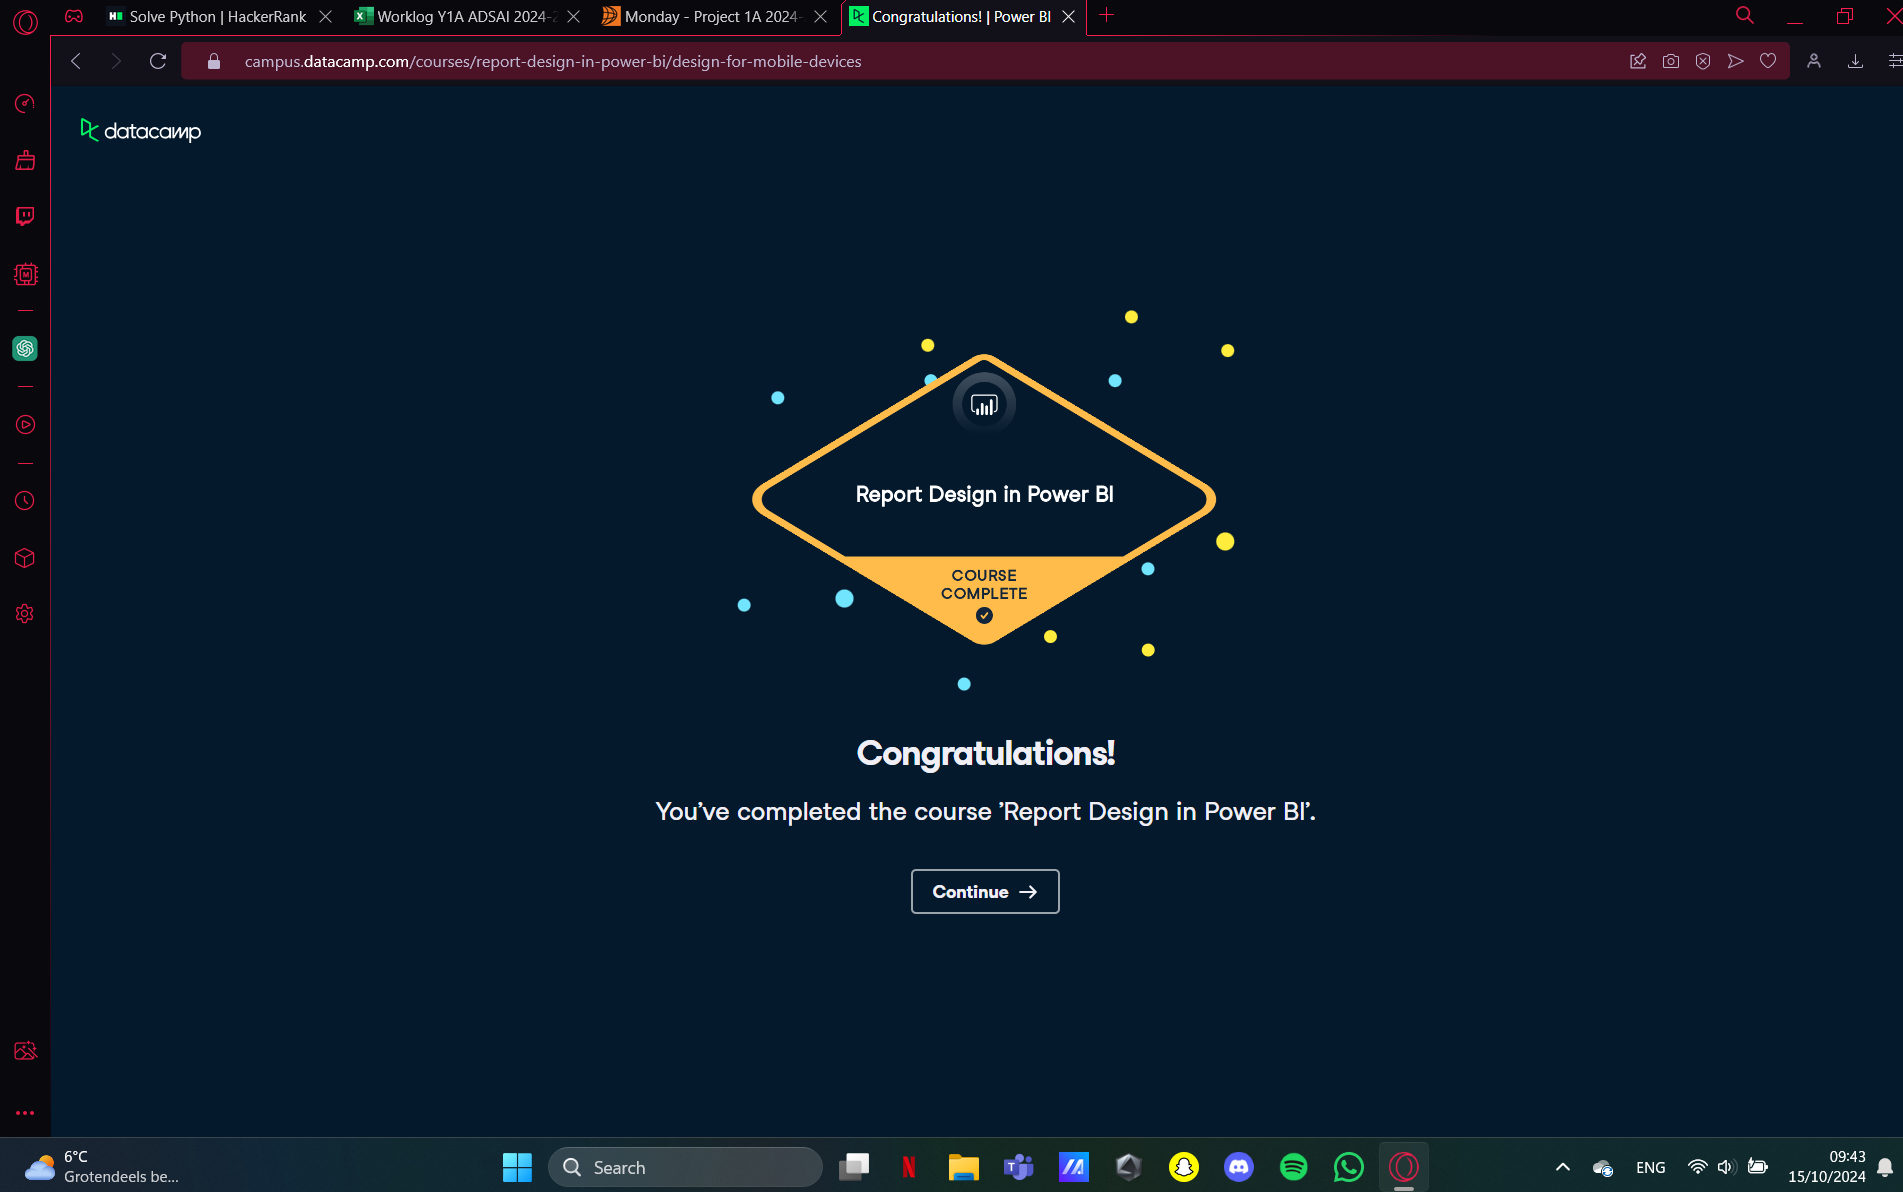 Solve Python | HackerRank
Worklog Y1A ADSAI 2024-
Monday - Project 1A 2024-
Congratulations! | Power BI
campus.datacamp.com/courses/report-design-in-power-bi/design-for-mobile-devices
datacamp
Report Design in Power BI
COURSE
COMPLETE
Congratulations!
You’ve completed the course ’Report Design in Power BI’.
Continue →
6°C
Grotendeels be...
Search
ENG
09:43
15/10/2024